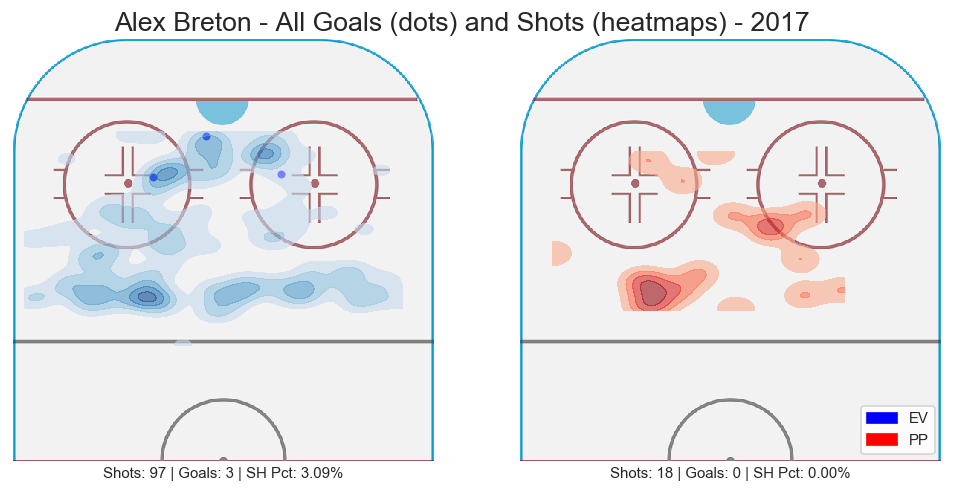 Alex Breton - All Goals (dots) and Shots (heatmaps) - 2017
EV
PP
Shots: 97 | Goals: 3 | SH Pct: 3.09%
Shots: 18 | Goals: 0 | SH Pct: 0.00%